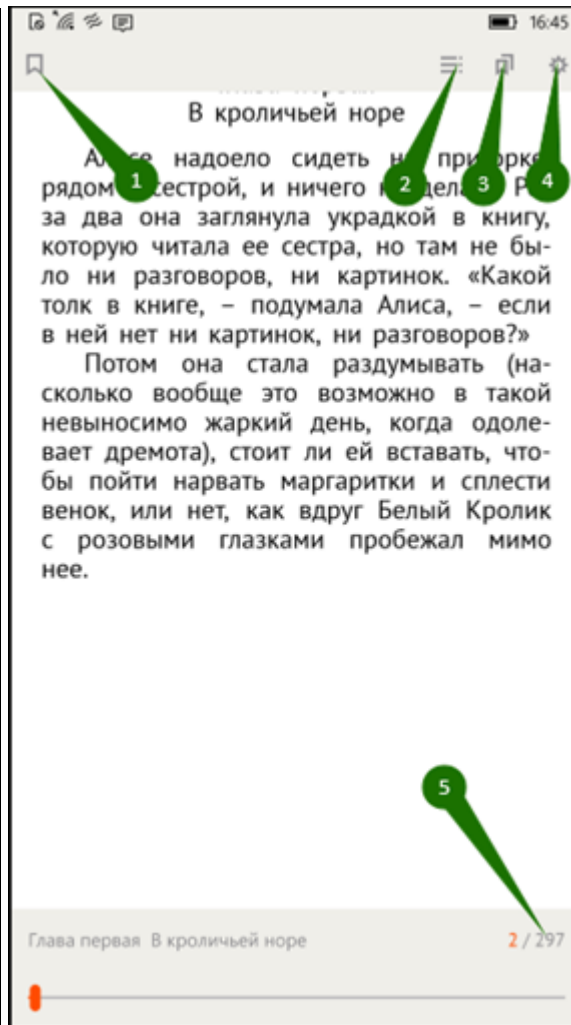 16:45
В кроличьей норе
надоело сидеть
рядом сестрой, и ничего
за два она заглянула украдкой в книгу,
которую читала ее сестра, но там не бы-
ло ни разговоров, ни картинок. «Какой
толк в книге, – подумала Алиса, – если
в ней нет ни картинок, ни разговоров?»
Потом она стала раздумывать (на-
сколько вообще это возможно в такой
невыносимо жаркий день, когда одоле-
вает дремота), стоит ли ей вставать, что-
бы пойти нарвать маргаритки и сплести
венок, или нет, как вдруг Белый Кролик
с розовыми глазками пробежал мимо
нее.
1
2
3
4
5
Глава первая В кроличьей норе
2 / 297